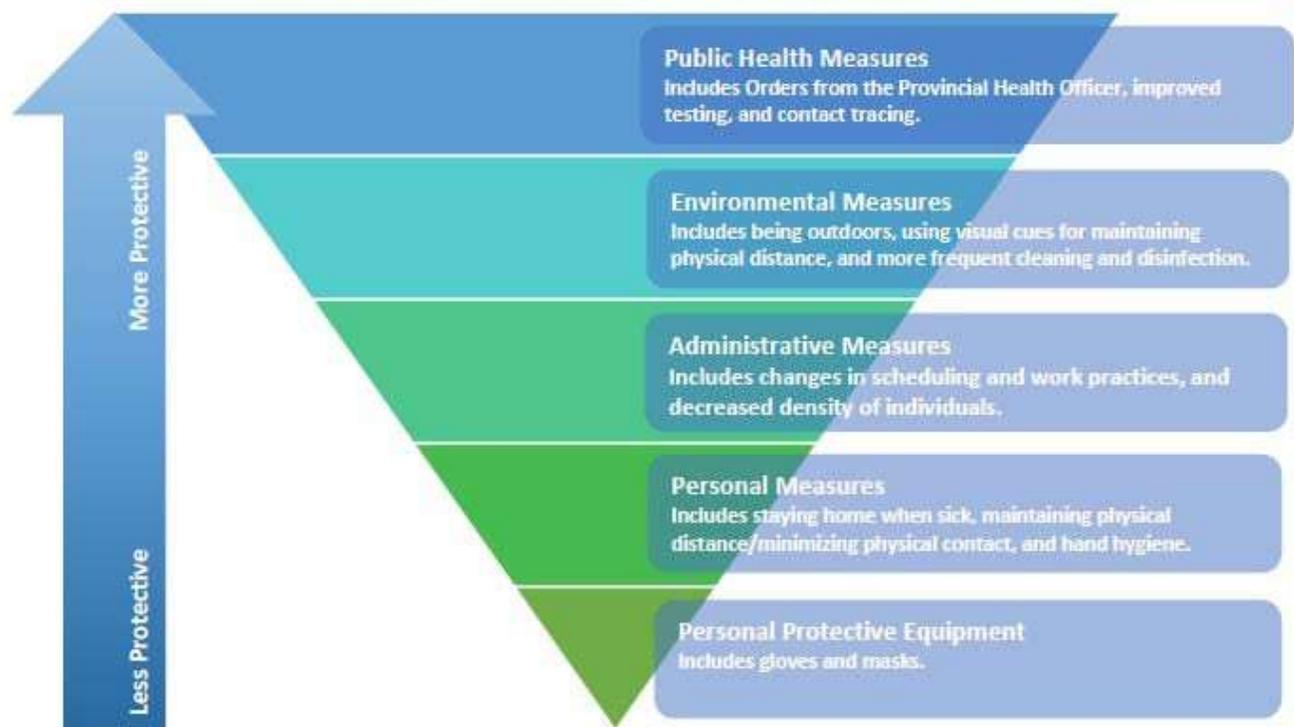 More Protective
Less Protective
Public Health Measures
Includes Orders from the Provincial Health Officer, improved
testing, and contact tracing.
Environmental Measures
Includes being outdoors, using visual cues for maintaining
physical distance, and more frequent cleaning and disinfection.
Administrative Measures
Includes changes in scheduling and work practices, and
decreased density of individuals.
Personal Measures
Includes staying home when sick, maintaining physical
distance/minimizing physical contact, and hand hygiene.
Personal Protective Equipment
Includes gloves and masks.